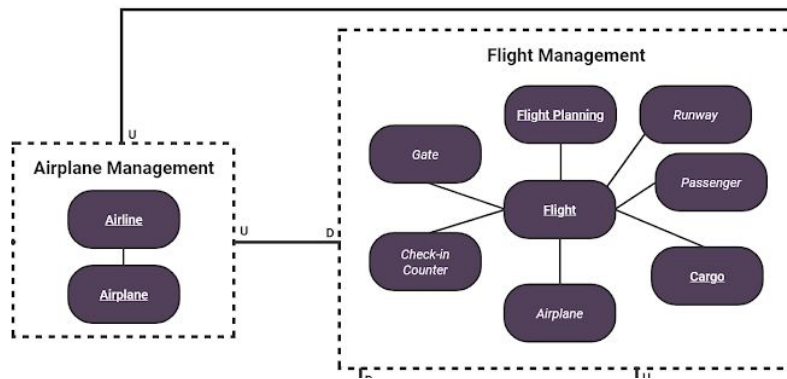 Flight Management
Flight Planning
Runway
Gate
Passenger
Flight
Check-in
Counter
Cargo
Airplane
U
Airplane Management
Airline
Airplane
U
D
D
U